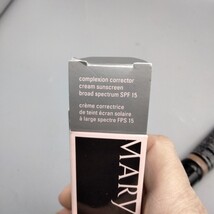 complexion corrector
cream sunscreen
broad spectrum SPF 15
crème correctrice
de teint écran solaire
à large spectre FPS 15
MARY